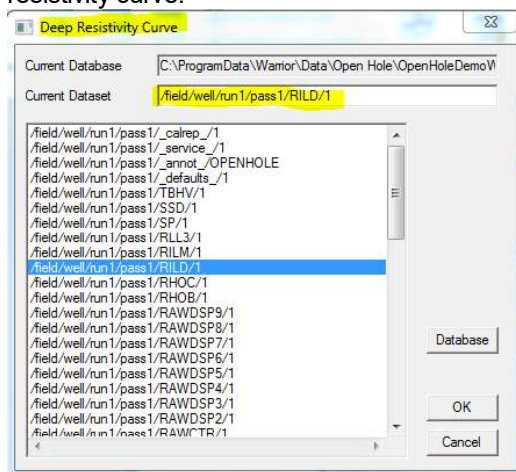 resistivity curve.
Deep Resistivity Curve
Current Database C:\ProgramData\Warrior\Data\Open Hole\OpenHoleDemoW
Current Dataset /field/well/run1/pass1/RILD/1
/field/well/run1/pass1/_calrep_/1
/field/well/run1/pass1/_service_/1
/field/well/run1/pass1/_annot_/OPENHOLE
/field/well/run1/pass1/_defaults_/1
/field/well/run1/pass1/TBHV/1
/field/well/run1/pass1/SSD/1
/field/well/run1/pass1/SP/1
/field/well/run1/pass1/RLL3/1
/field/well/run1/pass1/RILM/1
/field/well/run1/pass1/RILD/1
/field/well/run1/pass1/RHOC/1
/field/well/run1/pass1/RHOB/1
/field/well/run1/pass1/RAWDSP9/1
/field/well/run1/pass1/RAWDSP8/1
/field/well/run1/pass1/RAWDSP7/1
/field/well/run1/pass1/RAWDSP6/1
/field/well/run1/pass1/RAWDSP5/1
/field/well/run1/pass1/RAWDSP4/1
/field/well/run1/pass1/RAWDSP3/1
/field/well/run1/pass1/RAWDSP2/1
/field/well/run1/pass1/RAWCTR/1
Database
OK
Cancel